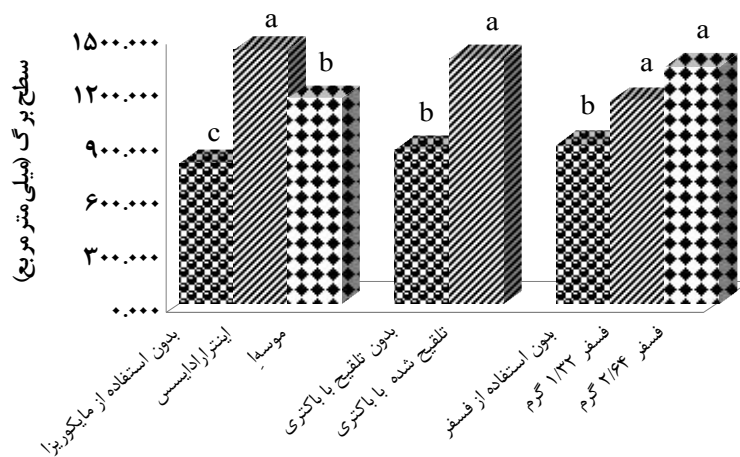 سطح برگ (میلی متر مربع)
۱۵۰۰.۰۰۰
۱۲۰۰.۰۰۰
۹۰۰.۰۰۰
۶۰۰.۰۰۰
۳۰۰.۰۰۰
۰.۰۰۰
c
a
b
b
a
b
a
a
بدون استفاده از مایکوریزا
اینترارادایسس
موسه‌ا
بدون تلقیح با باکتری
تلقیح شده با باکتری
بدون استفاده از فسفر
فسفر ۱/۳۲ گرم
فسفر ۲/۶۴ گرم